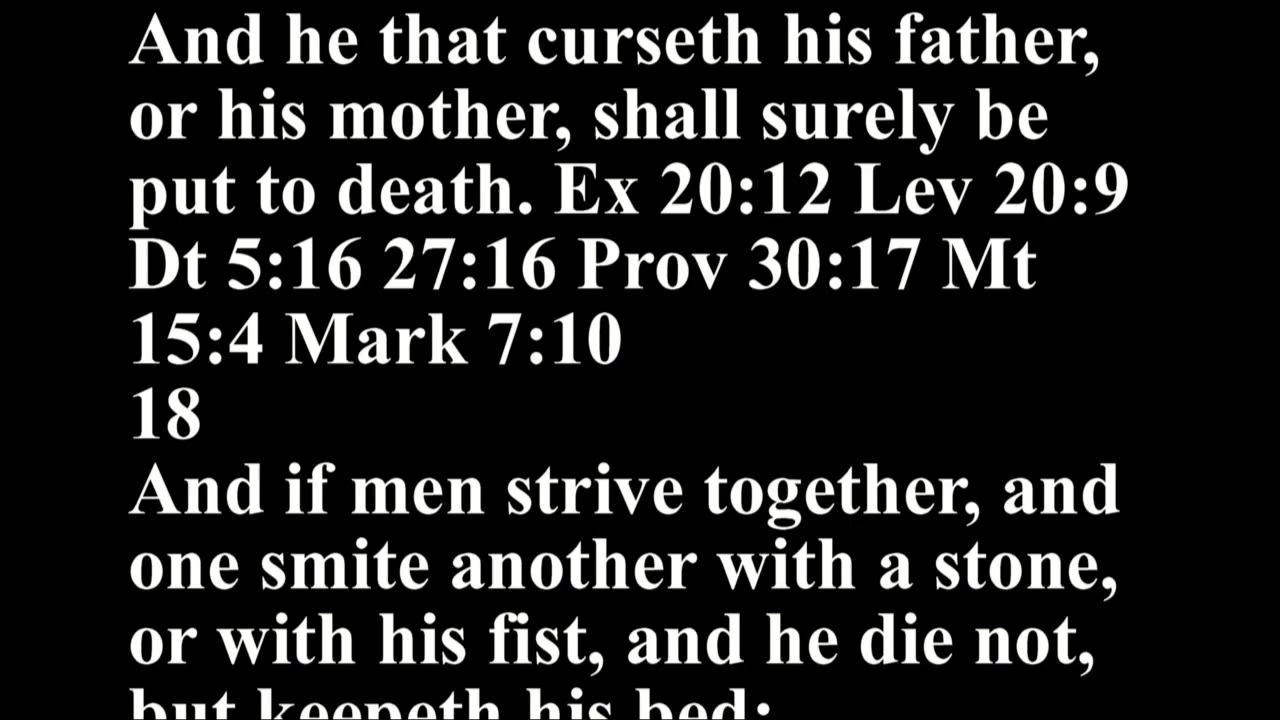 And he that curseth his father,
or his mother, shall surely be
put to death. Ex 20:12 Lev 20:9
Dt 5:16 27:16 Prov 30:17 Mt
15:4 Mark 7:10
18
And if men strive together, and
one smite another with a stone,
or with his fist, and he die not,
but keepeth his bed: